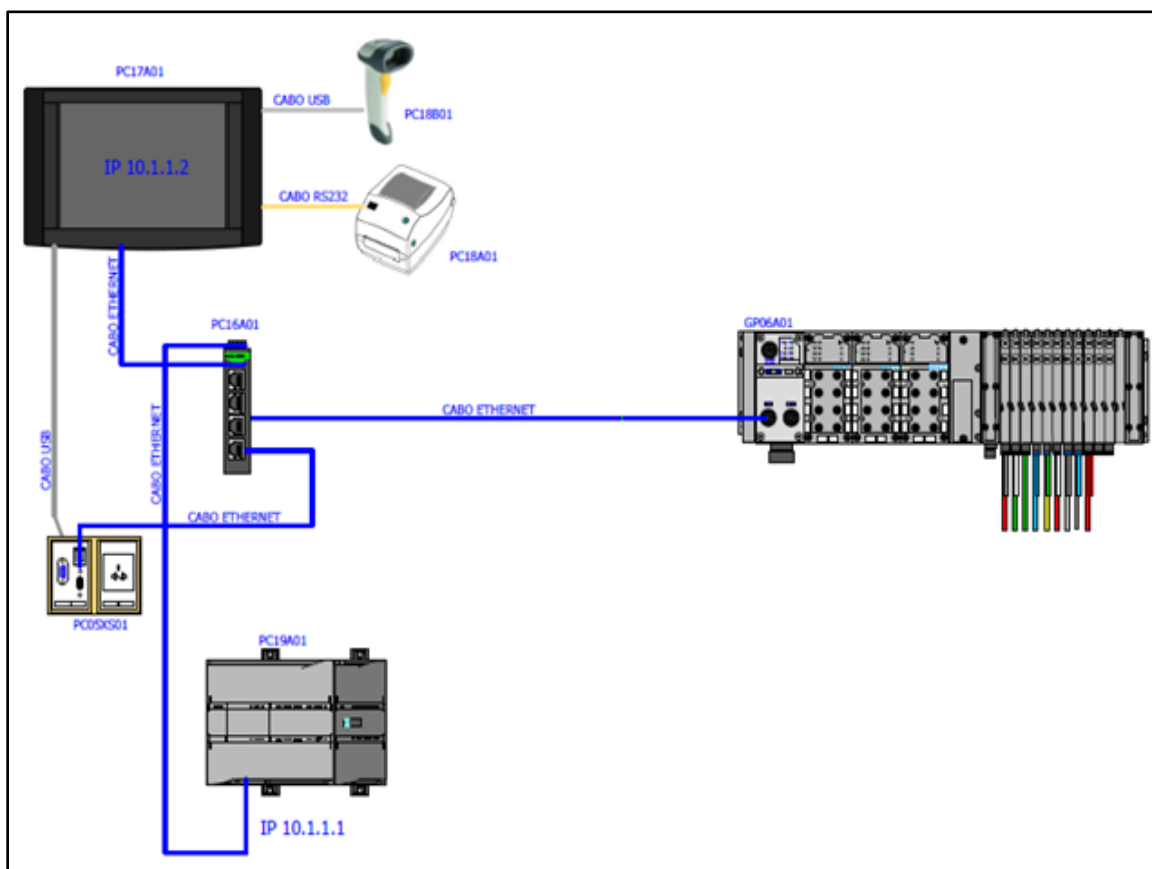 PC17A01
IP 10.1.1.2
CABO USB
PC18B01
CABO RS232
PC18A01
CABO ETHERNET
PC16A01
GP06A01
CABO ETHERNET
CABO USB
CABO ETHERNET
CABO ETHERNET
PC05XS01
PC19A01
IP 10.1.1.1